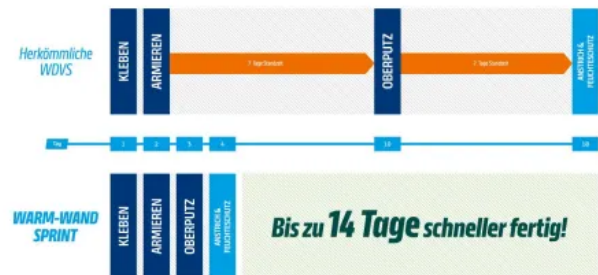 Herkömmliche
WDVS
KLEBEN
ARMIEREN
7 Tage Standzeit
OBERPUTZ
7 Tage Standzeit
ANSTRICH &
FEUCHTESCHUTZ
Tag
1
2
3
4
10
18
WARM-WAND
SPRINT
KLEBEN
ARMIEREN
OBERPUTZ
ANSTRICH &
FEUCHTESCHUTZ
Bis zu 14 Tage schneller fertig!